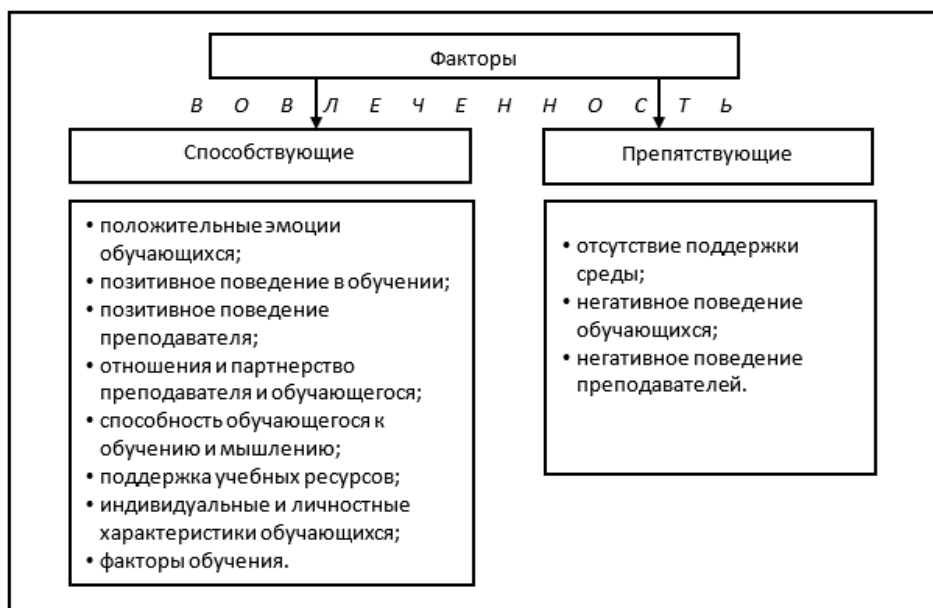 Факторы
В О В Л Е Ч Е Н Н О С Т Ь
Способствующие
Препятствующие
• положительные эмоции
обучающихся;
• позитивное поведение в обучении;
• позитивное поведение
преподавателя;
• отношения и партнерство
преподавателя и обучающегося;
• способность обучающегося к
обучению и мышлению;
• поддержка учебных ресурсов;
• индивидуальные и личностные
характеристики обучающихся;
• факторы обучения.
• отсутствие поддержки
среды;
• негативное поведение
обучающихся;
• негативное поведение
преподавателей.